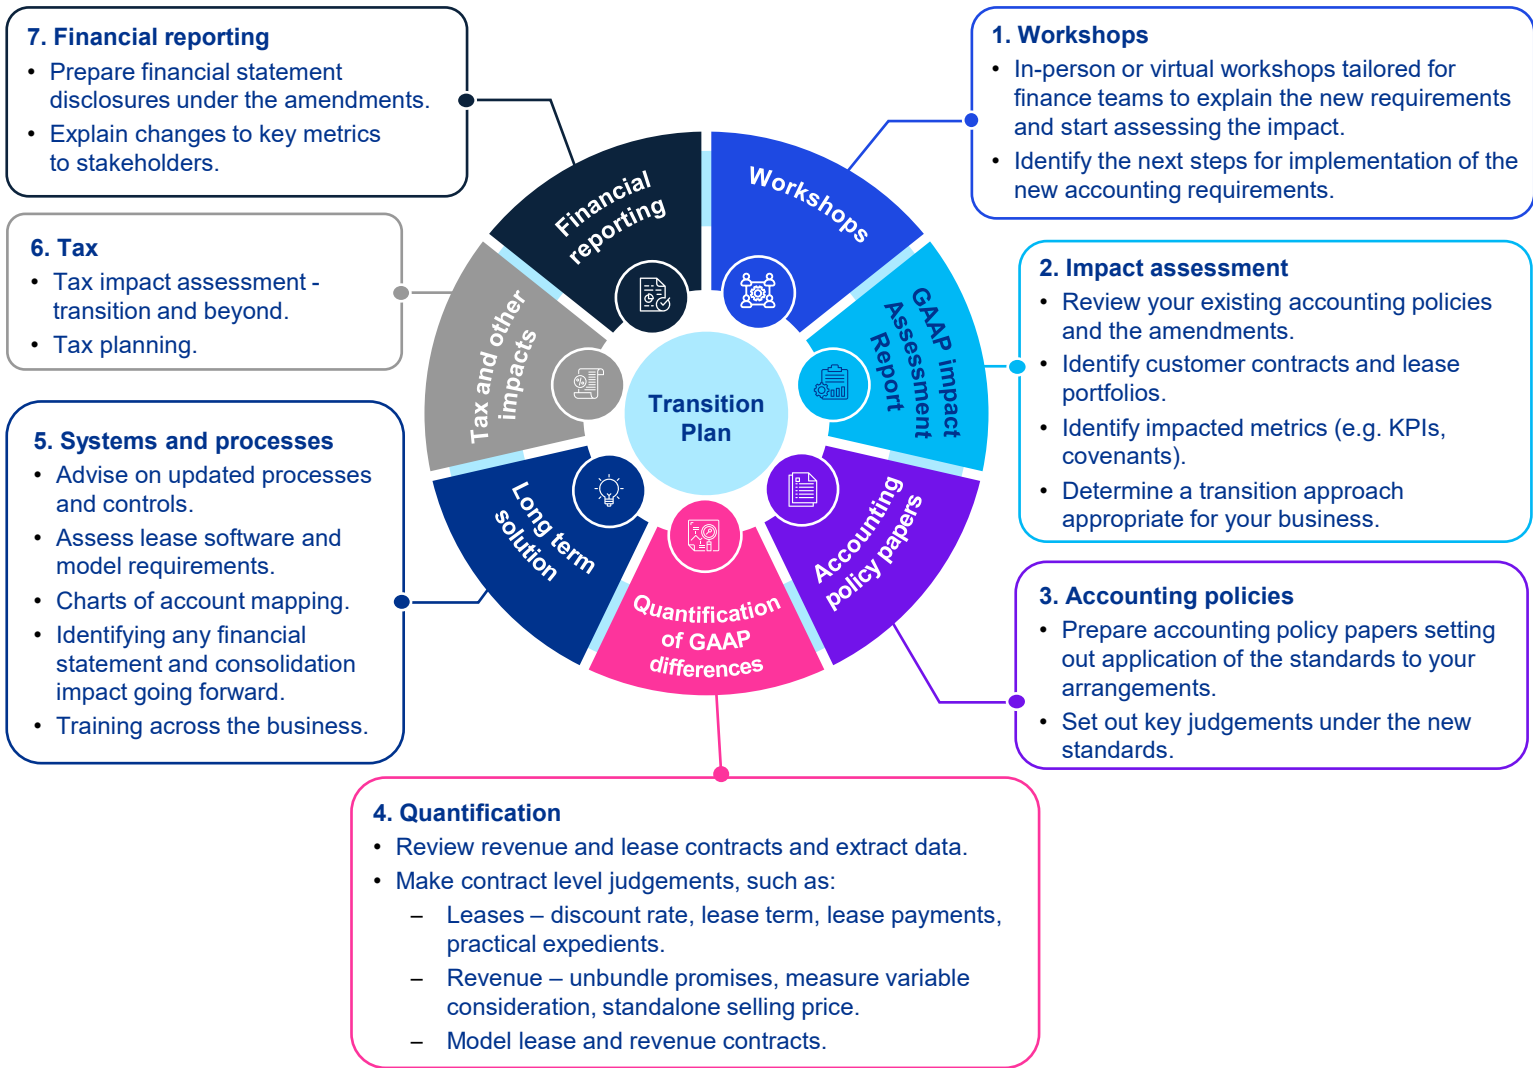 1. Workshops
• In-person or virtual workshops tailored for
finance teams to explain the new requirements
and start assessing the impact.
• Identify the next steps for implementation of the
new accounting requirements.
2. Impact assessment
• Review your existing accounting policies
and the amendments.
• Identify customer contracts and lease
portfolios.
• Identify impacted metrics (e.g. KPIs,
covenants).
• Determine a transition approach
appropriate for your business.
3. Accounting policies
• Prepare accounting policy papers setting
out application of the standards to your
arrangements.
• Set out key judgements under the new
standards.
4. Quantification
• Review revenue and lease contracts and extract data.
• Make contract level judgements, such as:
– Leases – discount rate, lease term, lease payments,
practical expedients.
– Revenue – unbundle promises, measure variable
consideration, standalone selling price.
– Model lease and revenue contracts.
5. Systems and processes
• Advise on updated processes
and controls.
• Assess lease software and
model requirements.
• Charts of account mapping.
• Identifying any financial
statement and consolidation
impact going forward.
• Training across the business.
6. Tax
• Tax impact assessment -
transition and beyond.
• Tax planning.
7. Financial reporting
• Prepare financial statement
disclosures under the amendments.
• Explain changes to key metrics
to stakeholders.
Workshops
GAAP impact
Assessment
Report
Accounting
policy papers
Quantification
of GAAP
differences
Long term
solution
Tax and other
impacts
Financial
reporting
Transition
Plan